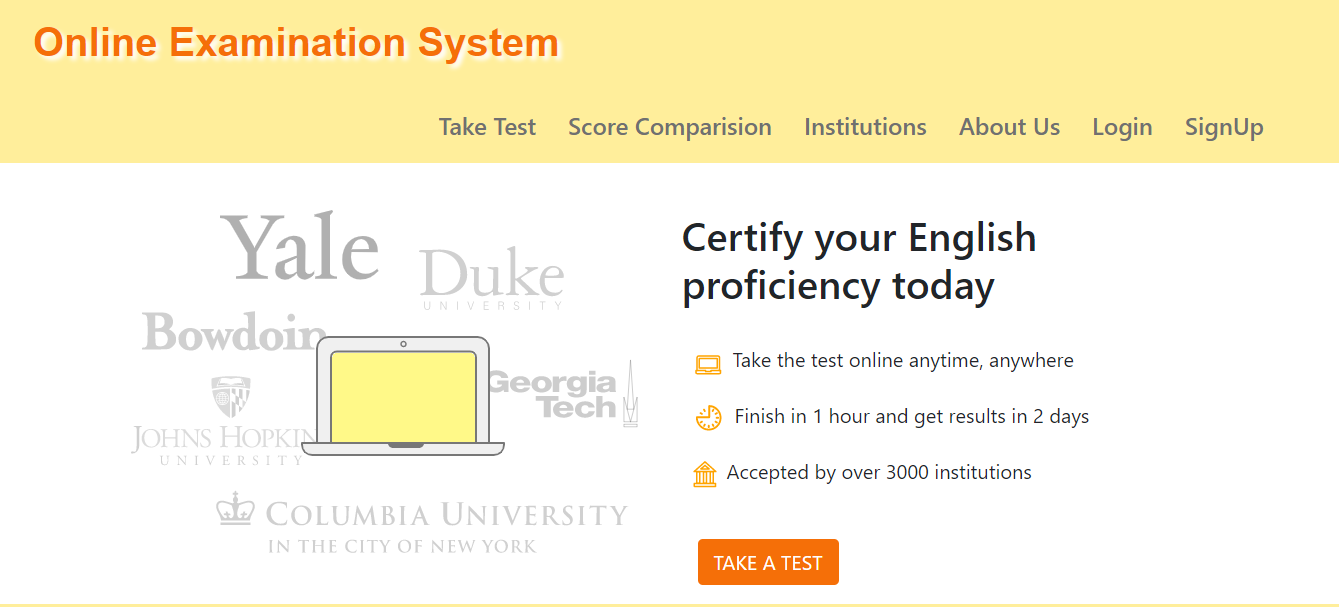 Online Examination System
Take Test Score Comparision Institutions About Us Login SignUp
Yale
Duke
UNIVERSITY
Bowdoin
Georgia
Tech
JOHNS HOPKIN
UNIVERSITY
COLUMBIA UNIVERSITY
IN THE CITY OF NEW YORK
Certify your English
proficiency today
Take the test online anytime, anywhere
Finish in 1 hour and get results in 2 days
Accepted by over 3000 institutions
TAKE A TEST